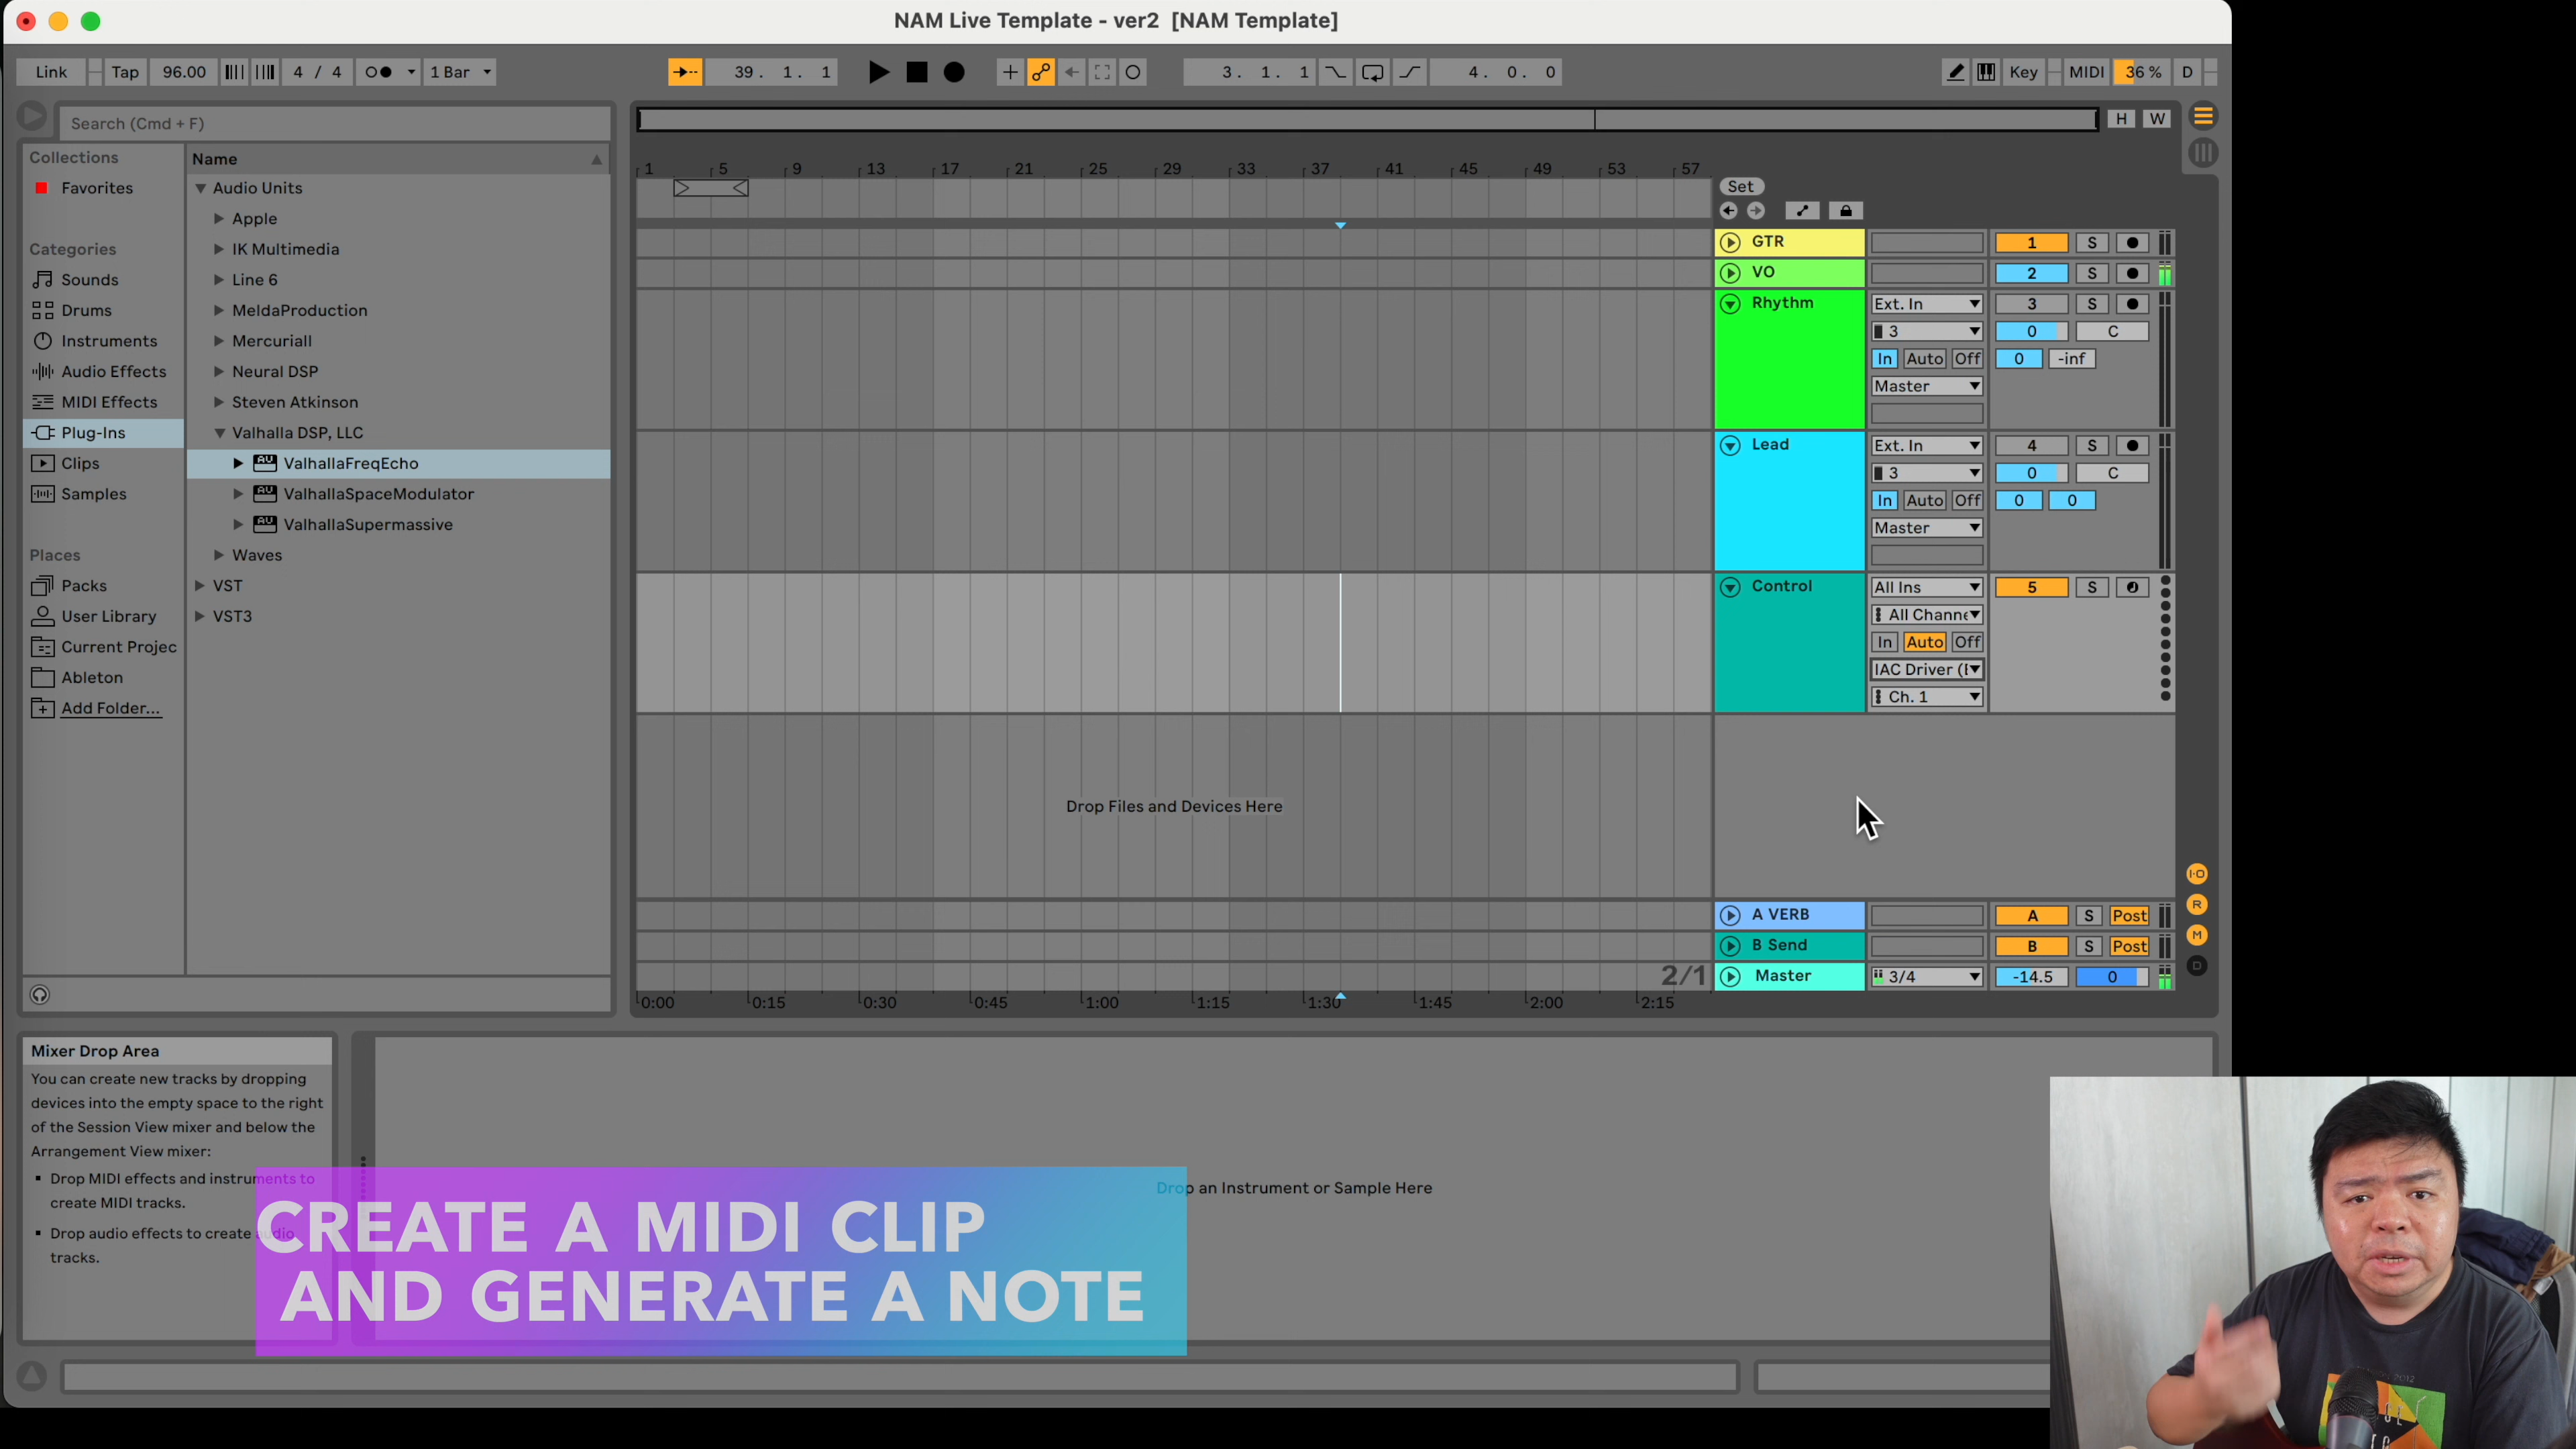 NAM Live Template - ver2 [NAM Template]
Link Tap 96.00 4 / 4 1 Bar 39. 1. 1 3. 1. 1 4. 0. 0 Key MIDI 36 % D
Search (Cmd + F)
H W
Collections
Favorites
Categories
Sounds
Drums
Instruments
Audio Effects
MIDI Effects
Plug-Ins
Clips
Samples
Places
Packs
User Library
Current Projec
Ableton
Add Folder...
Name
Audio Units
Apple
IK Multimedia
Line 6
MeldaProduction
Mercuriall
Neural DSP
Steven Atkinson
Valhalla DSP, LLC
AU ValhallaFreqEcho
AU ValhallaSpaceModulator
AU ValhallaSupermassive
Waves
VST
VST3
1 5 9 13 17 21 25 29 33 37 41 45 49 53 57
Set
GTR 1 S
VO 2 S
Rhythm Ext. In 3 S
3 0 C
In Auto Off 0 -inf
Master
Lead Ext. In 4 S
3 0 C
In Auto Off 0 0
Master
Control All Ins 5 S
All Channe
In Auto Off
IAC Driver (
Ch. 1
Drop Files and Devices Here
A VERB A S Post
B Send B S Post
2/1 Master 3/4 -14.5 0
I·O
R
M
D
0:00 0:15 0:30 0:45 1:00 1:15 1:30 1:45 2:00 2:15
Mixer Drop Area
You can create new tracks by dropping
devices into the empty space to the right
of the Session View mixer and below the
Arrangement View mixer:
▪ Drop MIDI effects and instruments to
create MIDI tracks.
▪ Drop audio effects to create audio
tracks.
Drop an Instrument or Sample Here
CREATE A MIDI CLIP
AND GENERATE A NOTE
2012